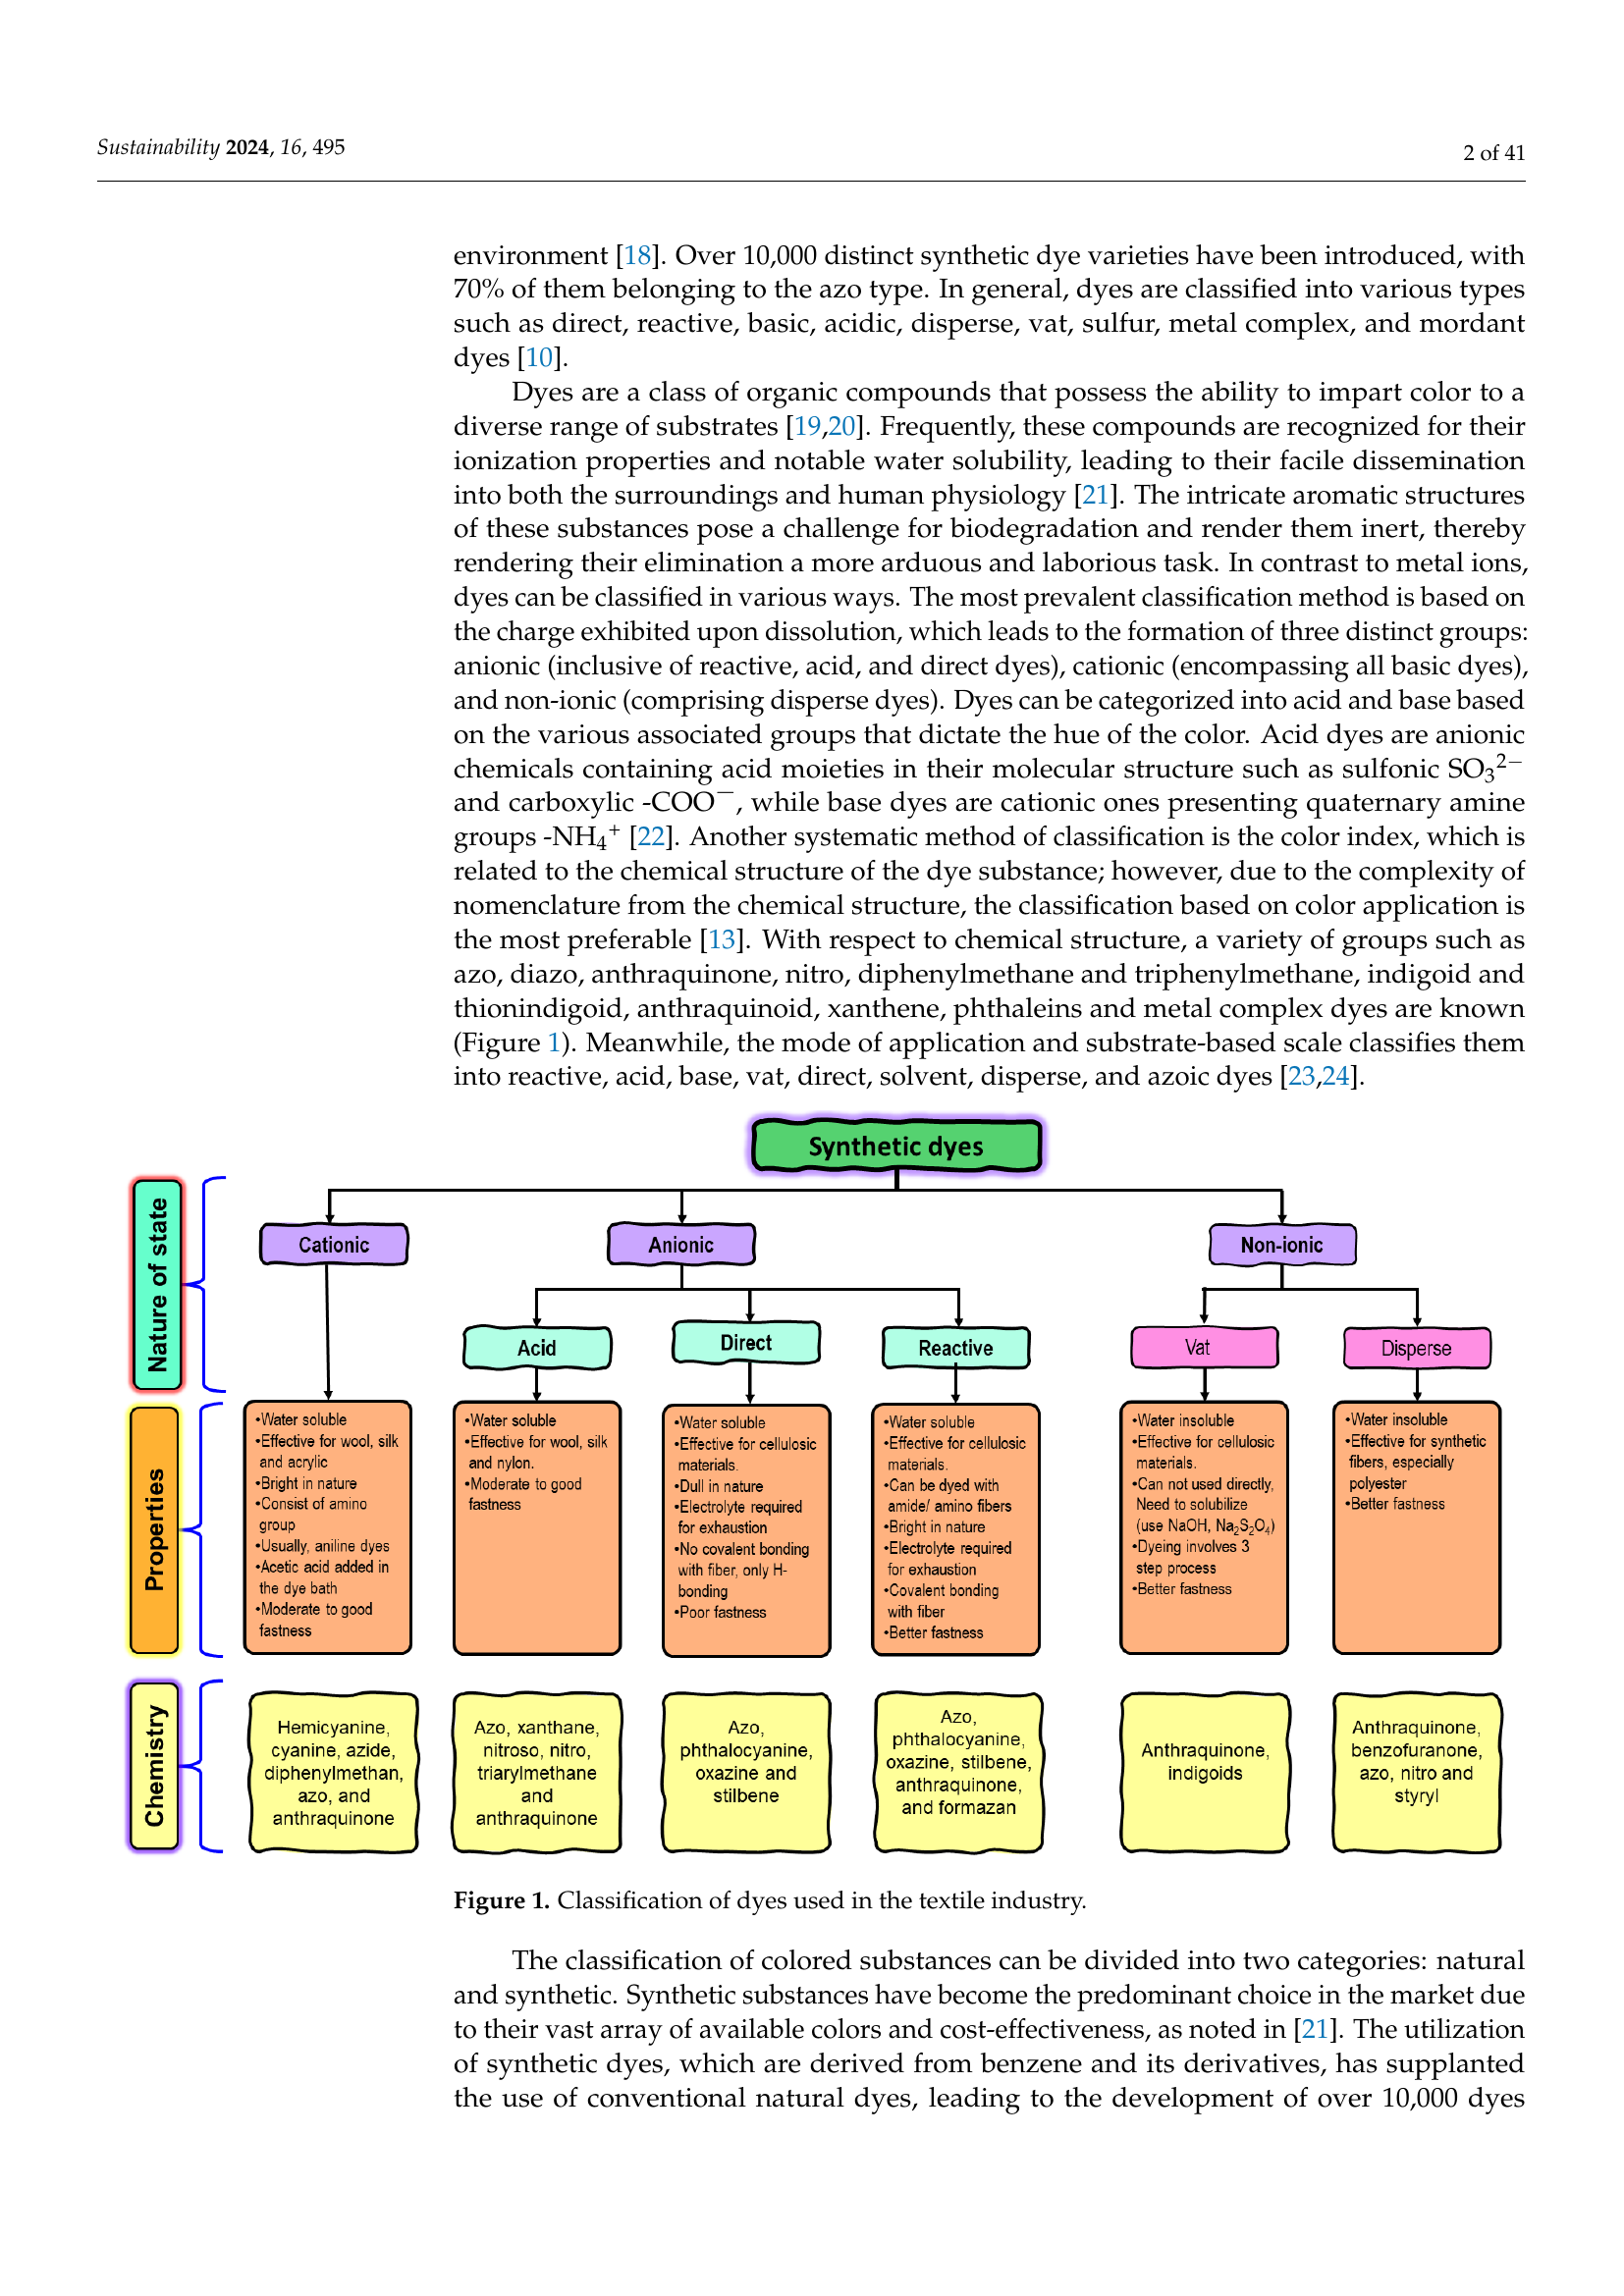 Sustainability 2024, 16, 495
2 of 41
environment [18]. Over 10,000 distinct synthetic dye varieties have been introduced, with
70% of them belonging to the azo type. In general, dyes are classified into various types
such as direct, reactive, basic, acidic, disperse, vat, sulfur, metal complex, and mordant
dyes [10].
Dyes are a class of organic compounds that possess the ability to impart color to a
diverse range of substrates [19,20]. Frequently, these compounds are recognized for their
ionization properties and notable water solubility, leading to their facile dissemination
into both the surroundings and human physiology [21]. The intricate aromatic structures
of these substances pose a challenge for biodegradation and render them inert, thereby
rendering their elimination a more arduous and laborious task. In contrast to metal ions,
dyes can be classified in various ways. The most prevalent classification method is based on
the charge exhibited upon dissolution, which leads to the formation of three distinct groups:
anionic (inclusive of reactive, acid, and direct dyes), cationic (encompassing all basic dyes),
and non-ionic (comprising disperse dyes). Dyes can be categorized into acid and base based
on the various associated groups that dictate the hue of the color. Acid dyes are anionic
chemicals containing acid moieties in their molecular structure such as sulfonic SO₃²⁻
and carboxylic -COO⁻, while base dyes are cationic ones presenting quaternary amine
groups -NH₄⁺ [22]. Another systematic method of classification is the color index, which is
related to the chemical structure of the dye substance; however, due to the complexity of
nomenclature from the chemical structure, the classification based on color application is
the most preferable [13]. With respect to chemical structure, a variety of groups such as
azo, diazo, anthraquinone, nitro, diphenylmethane and triphenylmethane, indigoid and
thionindigoid, anthraquinoid, xanthene, phthaleins and metal complex dyes are known
(Figure 1). Meanwhile, the mode of application and substrate-based scale classifies them
into reactive, acid, base, vat, direct, solvent, disperse, and azoic dyes [23,24].
Synthetic dyes
Nature of state
Cationic
Anionic
Non-ionic
Acid
Direct
Reactive
Vat
Disperse
Properties
•Water soluble
•Effective for wool, silk
and acrylic
•Bright in nature
•Consist of amino
group
•Usually, aniline dyes
•Acetic acid added in
the dye bath
•Moderate to good
fastness
•Water soluble
•Effective for wool, silk
and nylon.
•Moderate to good
fastness
•Water soluble
•Effective for cellulosic
materials.
•Dull in nature
•Electrolyte required
for exhaustion
•No covalent bonding
with fiber, only H-
bonding
•Poor fastness
•Water soluble
•Effective for cellulosic
materials.
•Can be dyed with
amide/ amino fibers
•Bright in nature
•Electrolyte required
for exhaustion
•Covalent bonding
with fiber
•Better fastness
•Water insoluble
•Effective for cellulosic
materials.
•Can not used directly,
Need to solubilize
(use NaOH, Na₂S₂O₄)
•Dyeing involves 3
step process
•Better fastness
•Water insoluble
•Effective for synthetic
fibers, especially
polyester
•Better fastness
Chemistry
Hemicyanine,
cyanine, azide,
diphenylmethan,
azo, and
anthraquinone
Azo, xanthane,
nitroso, nitro,
triarylmethane
and
anthraquinone
Azo,
phthalocyanine,
oxazine and
stilbene
Azo,
phthalocyanine,
oxazine, stilbene,
anthraquinone,
and formazan
Anthraquinone,
indigoids
Anthraquinone,
benzofuranone,
azo, nitro and
styryl
Figure 1. Classification of dyes used in the textile industry.
The classification of colored substances can be divided into two categories: natural
and synthetic. Synthetic substances have become the predominant choice in the market due
to their vast array of available colors and cost-effectiveness, as noted in [21]. The utilization
of synthetic dyes, which are derived from benzene and its derivatives, has supplanted
the use of conventional natural dyes, leading to the development of over 10,000 dyes